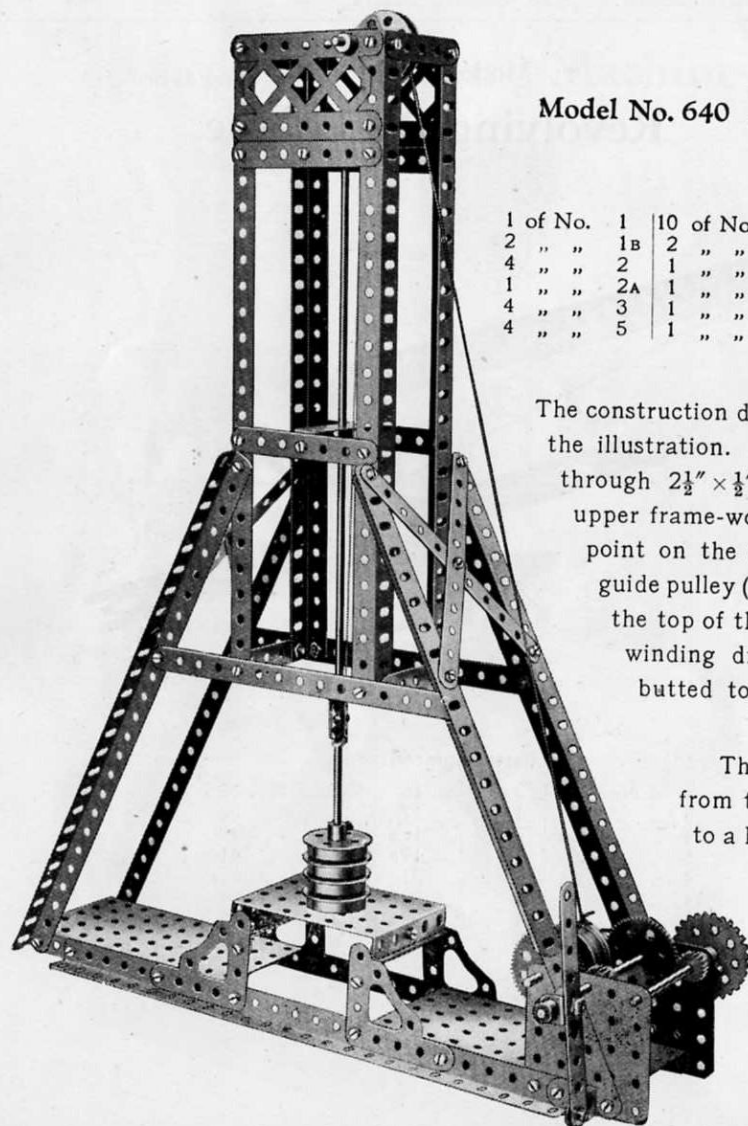 Model No. 640
1 of No. 1 10 of No
2 „ „ 1B 2 „ „
4 „ „ 2 1 „ „
1 „ „ 2A 1 „ „
4 „ „ 3 1 „ „
4 „ „ 5 1 „ „
The construction d
the illustration.
through 2½″ × ½″
upper frame-wo
point on the
guide pulley (
the top of th
winding d
butted to
Th
from t
to a